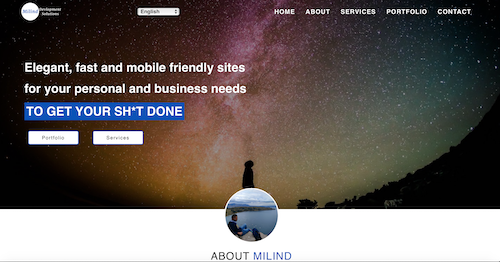 Milind Development
Solutions
English
HOME ABOUT SERVICES PORTFOLIO CONTACT
Elegant, fast and mobile friendly sites
for your personal and business needs
TO GET YOUR SH*T DONE
Portfolio Services
ABOUT MILIND